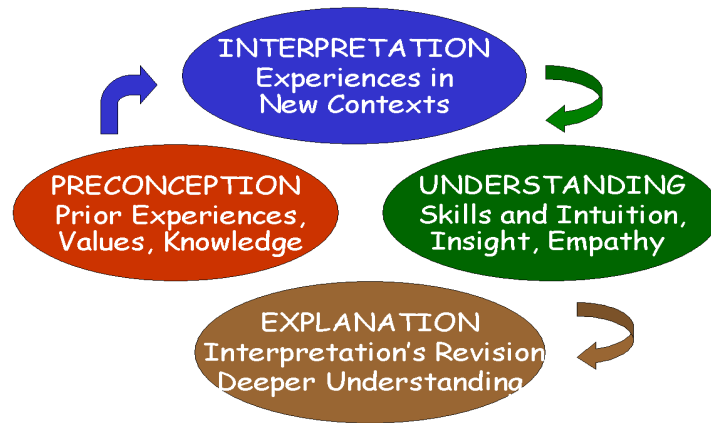 INTERPRETATION
Experiences in
New Contexts
PRECONCEPTION
Prior Experiences,
Values, Knowledge
UNDERSTANDING
Skills and Intuition,
Insight, Empathy
EXPLANATION
Interpretation's Revision
Deeper Understanding